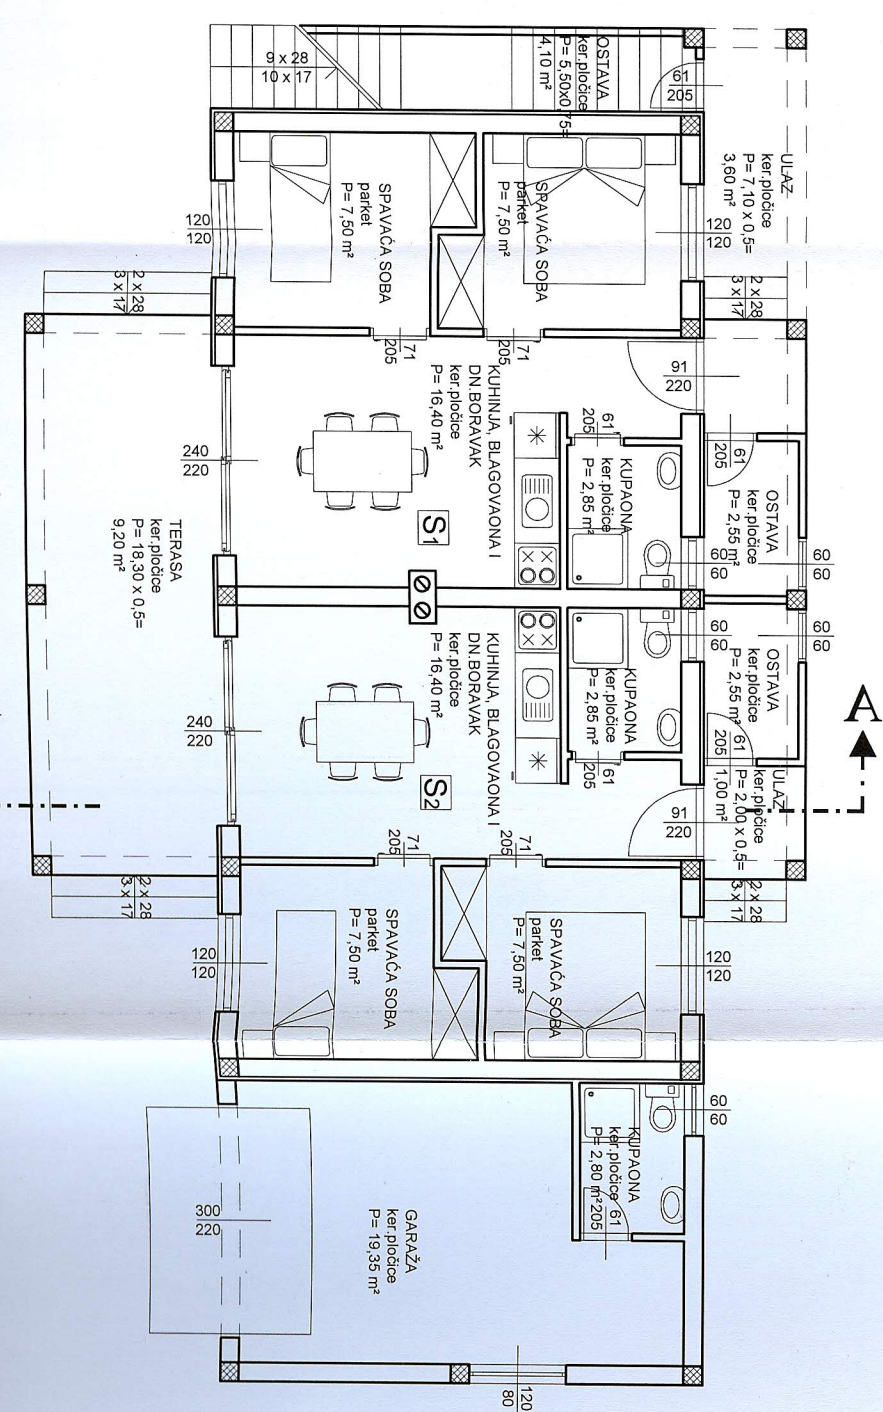 9 x 28
10 x 17
OSTAVA
ker.pločice
P= 5,50x0,75=
4,10 m²
61
205
ULAZ
ker.pločice
P= 7,10 x 0,5=
3,60 m²
SPAVAĆA SOBA
parket
P= 7,50 m²
SPAVAĆA SOBA
parket
P= 7,50 m²
120
120
120
120
2 x 28
3 x 17
2 x 28
3 x 17
71
205
71
205
91
220
KUHINJA, BLAGOVAONA I
DN.BORAVAK
ker.pločice
P= 16,40 m²
61
205
61
205
240
220
S1
KUPAONA
ker.pločice
P= 2,85 m²
OSTAVA
ker.pločice
P= 2,55 m²
60
60
60
60
TERASA
ker.pločice
P= 18,30 x 0,5=
9,20 m²
KUHINJA, BLAGOVAONA I
DN.BORAVAK
ker.pločice
P= 16,40 m²
60
60
60
60
KUPAONA
ker.pločice
P= 2,85 m²
OSTAVA
ker.pločice
P= 2,55 m²
A
240
220
S2
61
205
61
205
ULAZ
ker.pločice
P= 2,00 x 0,5=
1,00 m²
91
220
71
205
71
205
2 x 28
3 x 17
2 x 28
3 x 17
SPAVAĆA SOBA
parket
P= 7,50 m²
SPAVAĆA SOBA
parket
P= 7,50 m²
120
120
120
120
60
60
KUPAONA
ker.pločice
P= 2,80 m²
61
205
300
220
GARAŽA
ker.pločice
P= 19,35 m²
120
80